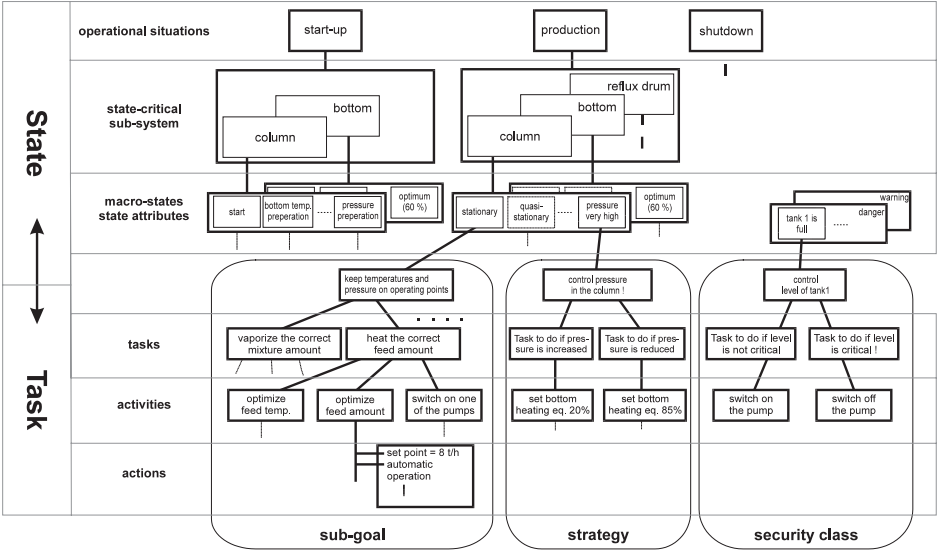 operational situations
start-up
production
shutdown
State
state-critical
sub-system
bottom
column
reflux drum
bottom
column
macro-states
state attributes
start
bottom temp.
preperation
.....
pressure
preperation
optimum
(60 %)
stationary
quasi-
stationary
.....
pressure
very high
optimum
(60 %)
warning
danger
tank 1 is
full
.....
keep temperatures and
pressure on operating points
control pressure
in the column !
control
level of tank1
Task
tasks
vaporize the correct
mixture amount
. . . .
heat the correct
feed amount
Task to do if pres-
sure is increased
Task to do if pres-
sure is reduced
Task to do if level
is not critical
Task to do if level
is critical !
activities
optimize
feed temp.
optimize
feed amount
switch on one
of the pumps
set bottom
heating eq. 20%
set bottom
heating eq. 85%
switch on
the pump
switch off
the pump
actions
set point = 8 t/h
automatic
operation
sub-goal
strategy
security class